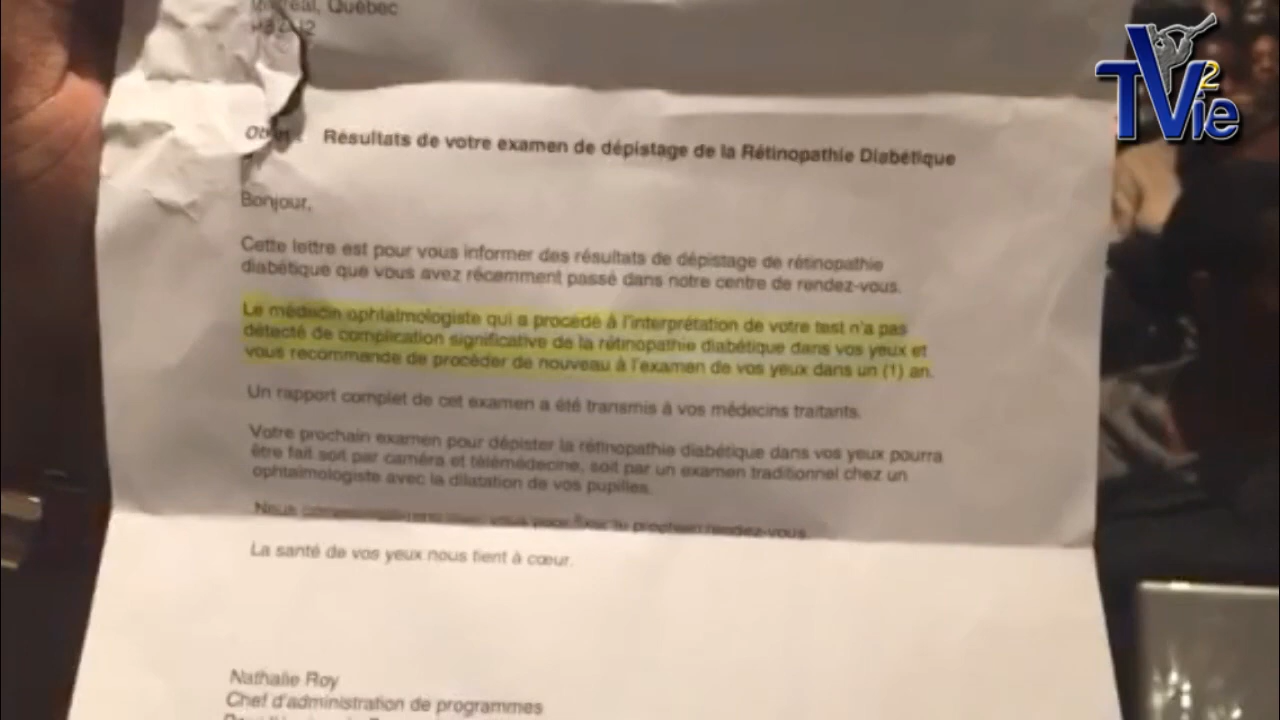 Montréal, Québec
Objet : Résultats de votre examen de dépistage de la Rétinopathie Diabétique
Bonjour,
Cette lettre est pour vous informer des résultats de dépistage de rétinopathie
diabétique que vous avez récemment passé dans notre centre de rendez-vous.
Le médecin ophtalmologiste qui a procédé à l'interprétation de votre test n'a pas
détecté de complication significative de la rétinopathie diabétique dans vos yeux et
vous recommande de procéder de nouveau à l'examen de vos yeux dans un (1) an.
Un rapport complet de cet examen a été transmis à vos médecins traitants.
Votre prochain examen pour dépister la rétinopathie diabétique dans vos yeux pourra
être fait soit par caméra et télémédecine, soit par un examen traditionnel chez un
ophtalmologiste avec la dilatation de vos pupilles.
Nous vous pour fixer le prochain rendez-vous.
La santé de vos yeux nous tient à cœur.
Nathalie Roy
Chef d'administration de programmes
TVie2